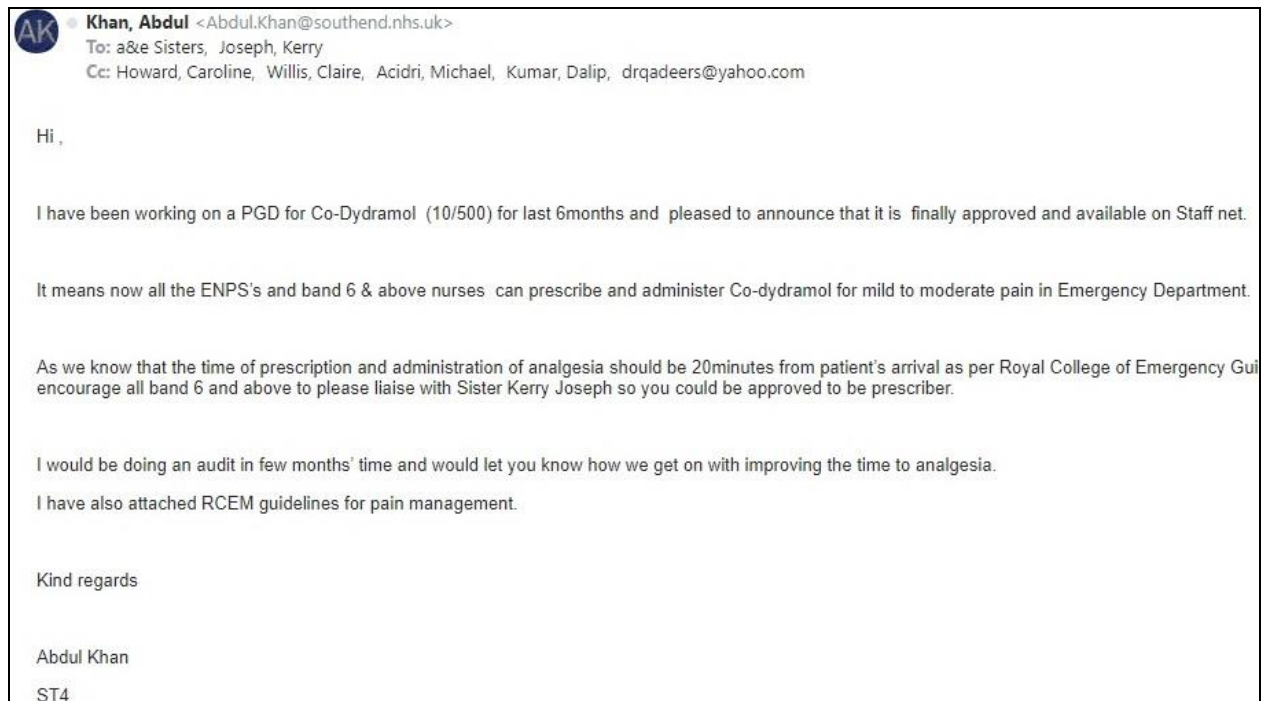 AK
Khan, Abdul <Abdul.Khan@southend.nhs.uk>
To: a&e Sisters, Joseph, Kerry
Cc: Howard, Caroline, Willis, Claire, Acidri, Michael, Kumar, Dalip, drqadeers@yahoo.com
Hi ,
I have been working on a PGD for Co-Dydramol (10/500) for last 6months and pleased to announce that it is finally approved and available on Staff net.
It means now all the ENPS's and band 6 & above nurses can prescribe and administer Co-dydramol for mild to moderate pain in Emergency Department.
As we know that the time of prescription and administration of analgesia should be 20minutes from patient's arrival as per Royal College of Emergency Gui
encourage all band 6 and above to please liaise with Sister Kerry Joseph so you could be approved to be prescriber.
I would be doing an audit in few months' time and would let you know how we get on with improving the time to analgesia.
I have also attached RCEM guidelines for pain management.
Kind regards
Abdul Khan
ST4